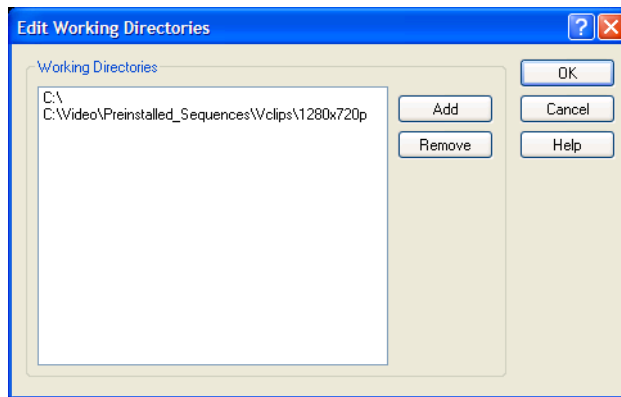 Edit Working Directories
Working Directories
C:\
C:\Video\Preinstalled_Sequences\Vclips\1280x720p
Add
Remove
OK
Cancel
Help